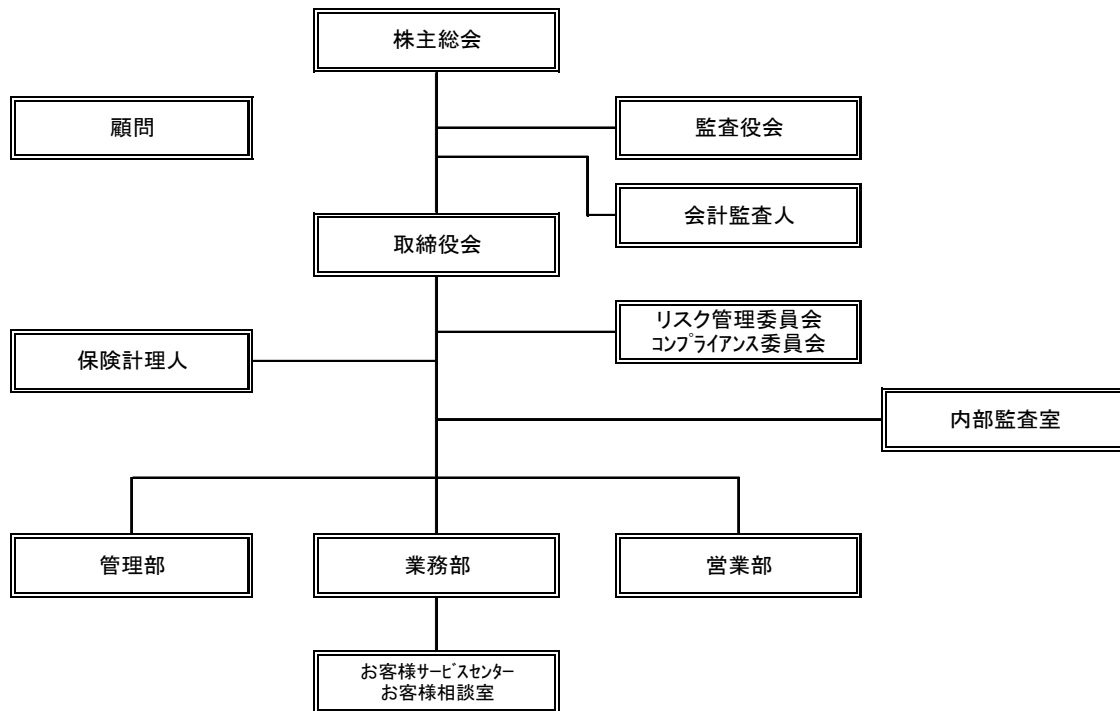 株主総会
顧問
監査役会
会計監査人
取締役会
リスク管理委員会
ｺﾝﾌﾟﾗｲｱﾝｽ委員会
保険計理人
内部監査室
管理部
業務部
営業部
お客様ｻｰﾋﾞｽｾﾝﾀｰ
お客様相談室